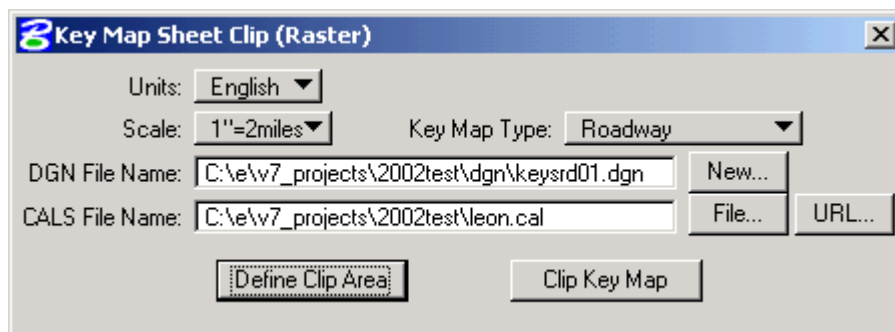 Key Map Sheet Clip (Raster)
Units: English
Scale: 1"=2miles Key Map Type: Roadway
DGN File Name: C:\e\v7_projects\2002test\dgn\keysrd01.dgn New...
CALS File Name: C:\e\v7_projects\2002test\leon.cal File... URL...
Define Clip Area Clip Key Map